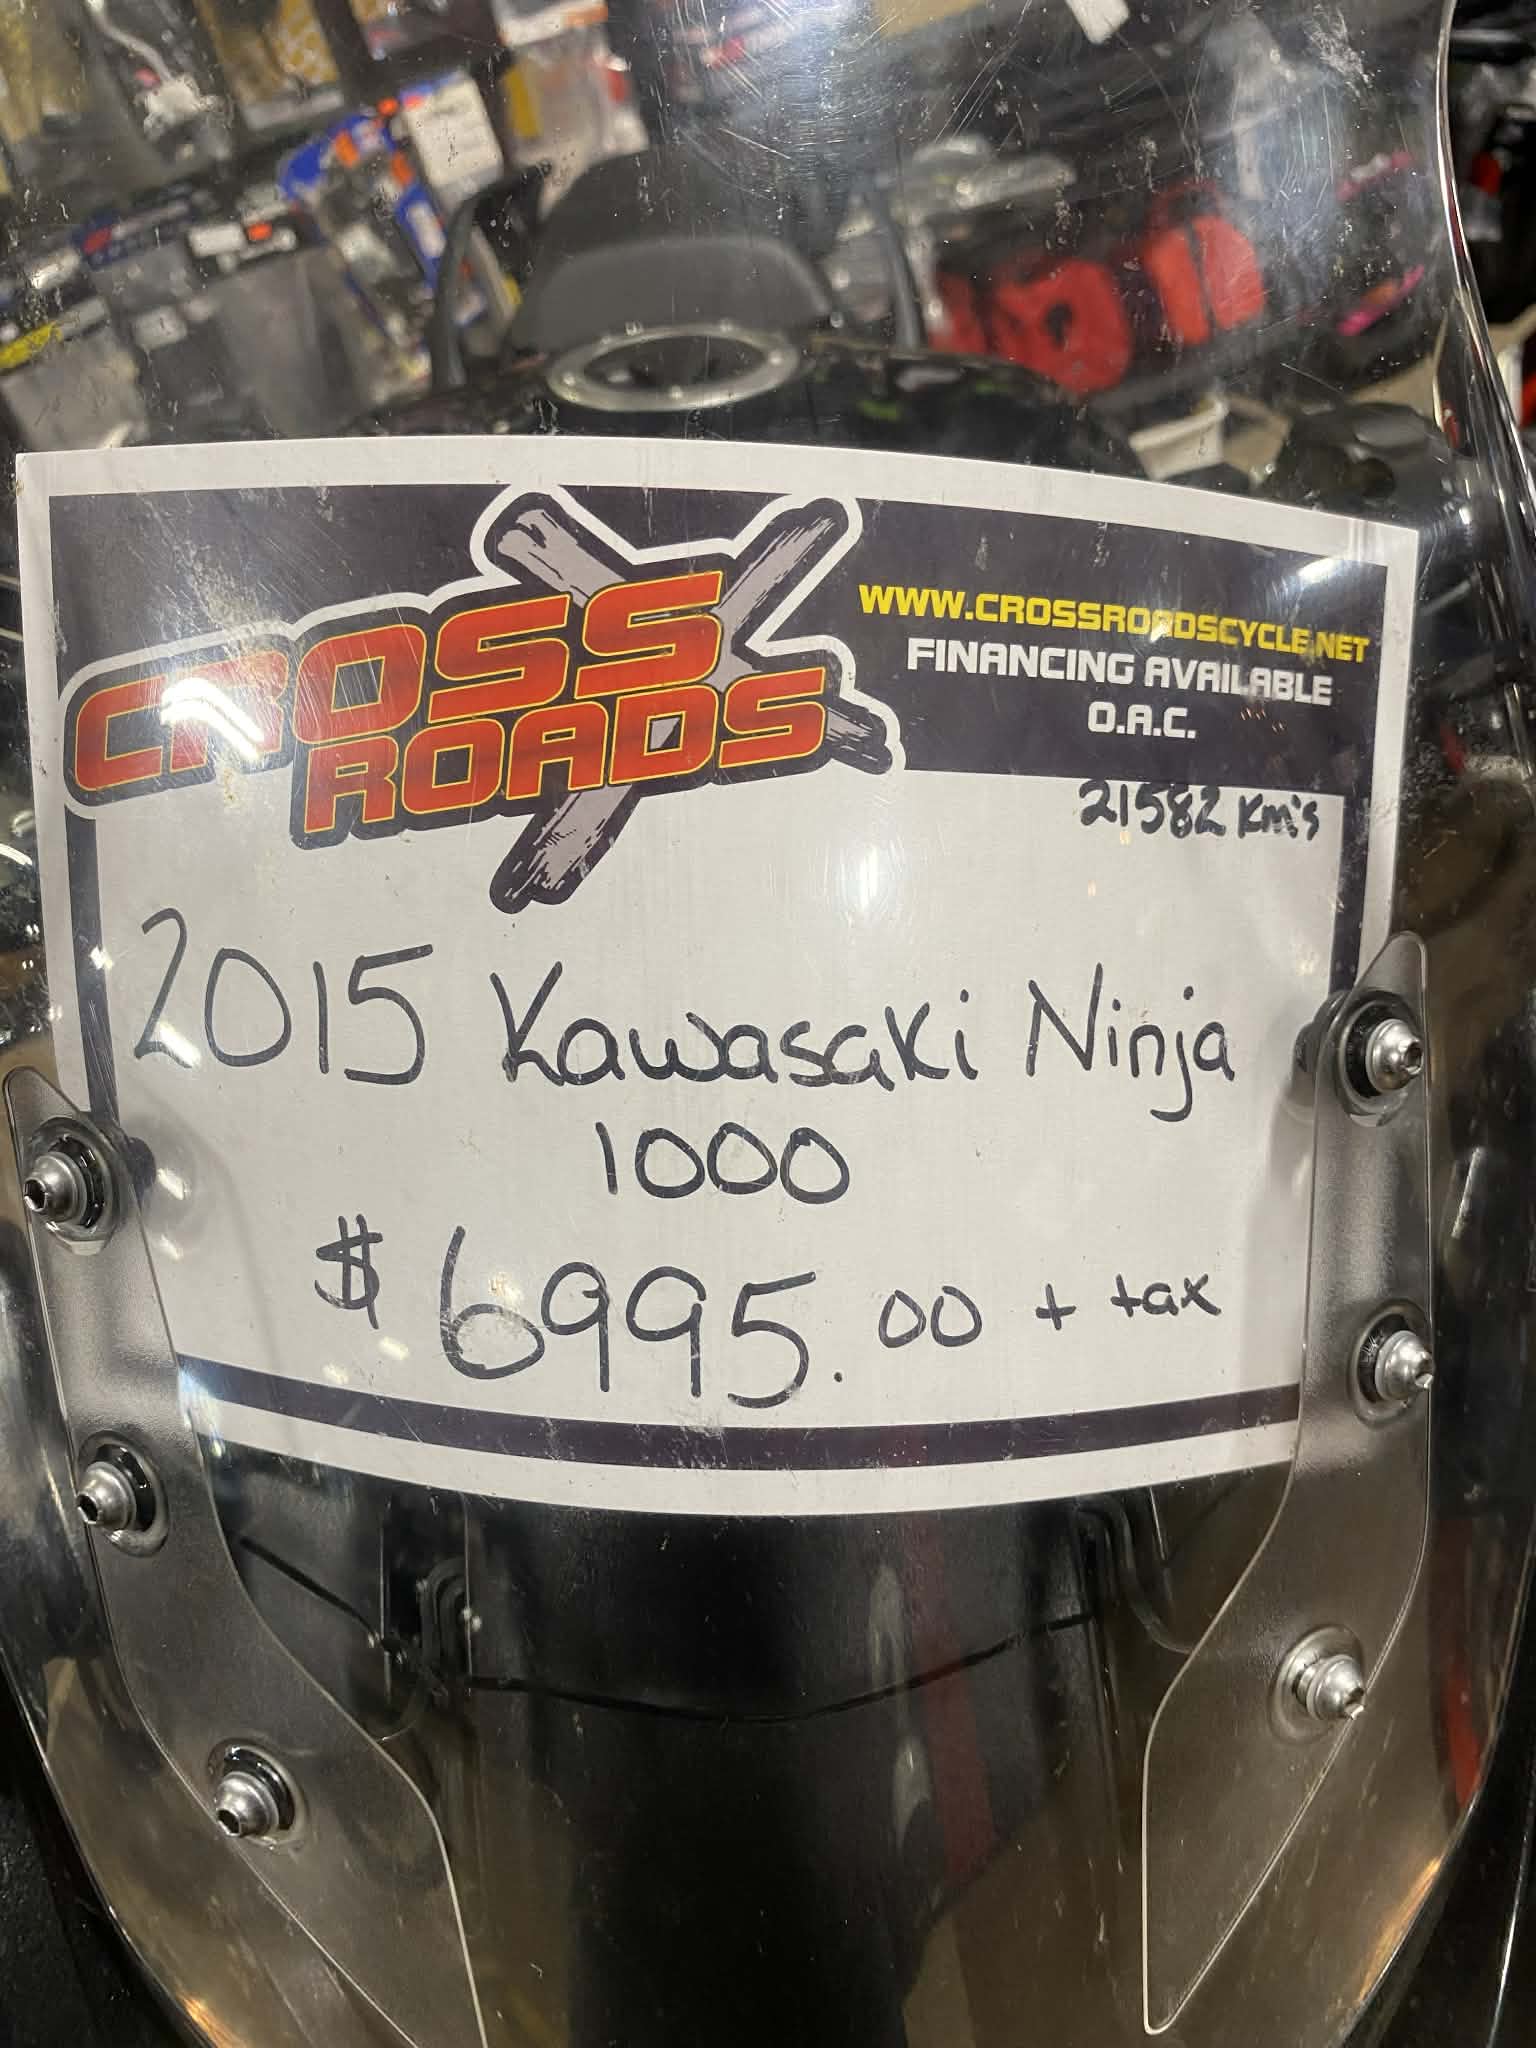 CROSS
ROADS
WWW.CROSSROADSCYCLE.NET
FINANCING AVAILABLE
O.A.C.
21582 Km's
2015 Kawasaki Ninja
1000
$ 6995.00 + tax